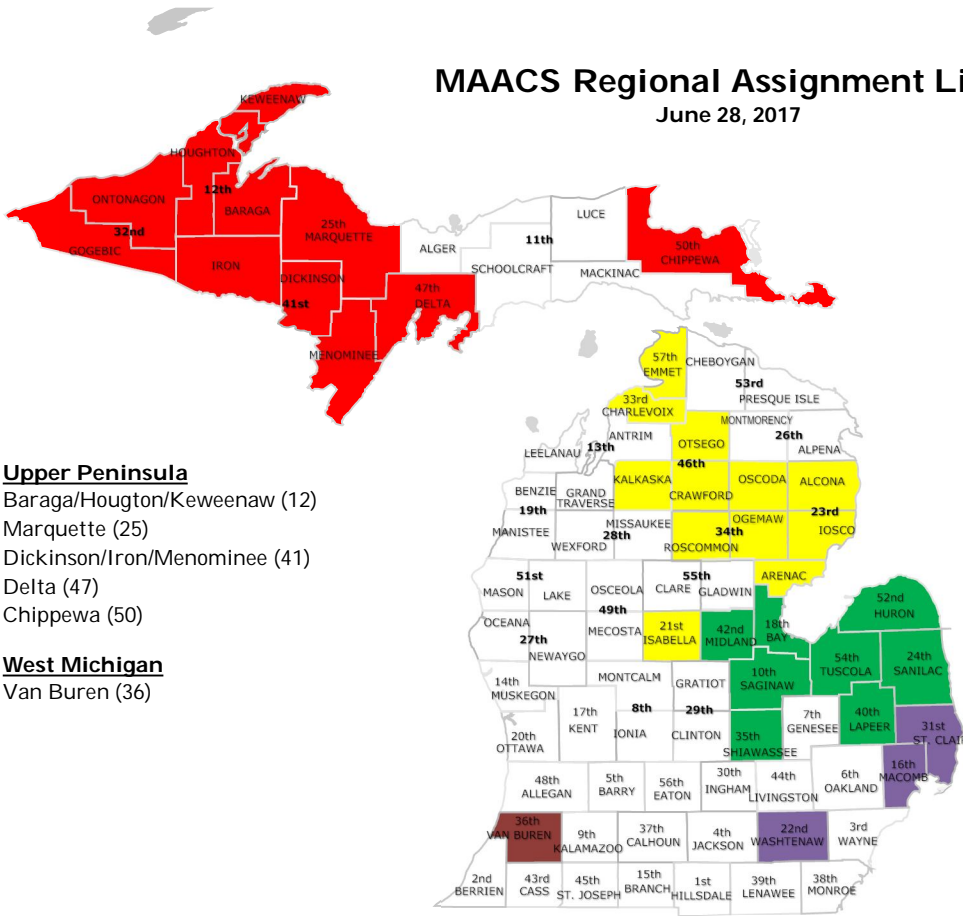 MAACS Regional Assignment Li
June 28, 2017
KEWEENAW
HOUGHTON
12th
ONTONAGON
BARAGA
32nd
GOGEBIC
25th
MARQUETTE
IRON
DICKINSON
41st
47th
DELTA
MENOMINEE
ALGER
11th
LUCE
SCHOOLCRAFT
MACKINAC
50th
CHIPPEWA
57th
EMMET
CHEBOYGAN
53rd
PRESQUE ISLE
33rd
CHARLEVOIX
MONTMORENCY
ANTRIM
OTSEGO
26th
ALPENA
LEELANAU
13th
46th
KALKASKA
CRAWFORD
OSCODA
ALCONA
BENZIE
GRAND
TRAVERSE
19th
MANISTEE
WEXFORD
MISSAUKEE
28th
ROSCOMMON
34th
OGEMAW
23rd
IOSCO
51st
MASON
LAKE
OSCEOLA
CLARE
55th
GLADWIN
ARENAC
49th
OCEANA
27th
NEWAYGO
MECOSTA
21st
ISABELLA
42nd
MIDLAND
18th
BAY
52nd
HURON
14th
MUSKEGON
MONTCALM
GRATIOT
10th
SAGINAW
54th
TUSCOLA
24th
SANILAC
17th
KENT
8th
IONIA
29th
CLINTON
35th
SHIAWASSEE
7th
GENESEE
40th
LAPEER
31st
ST. CLAI
20th
OTTAWA
16th
MACOMB
48th
ALLEGAN
5th
BARRY
56th
EATON
30th
INGHAM
44th
LIVINGSTON
6th
OAKLAND
36th
VAN BUREN
9th
KALAMAZOO
37th
CALHOUN
4th
JACKSON
22nd
WASHTENAW
3rd
WAYNE
2nd
BERRIEN
43rd
CASS
45th
ST. JOSEPH
15th
BRANCH
1st
HILLSDALE
39th
LENAWEE
38th
MONROE
Upper Peninsula
Baraga/Hougton/Keweenaw (12)
Marquette (25)
Dickinson/Iron/Menominee (41)
Delta (47)
Chippewa (50)
West Michigan
Van Buren (36)